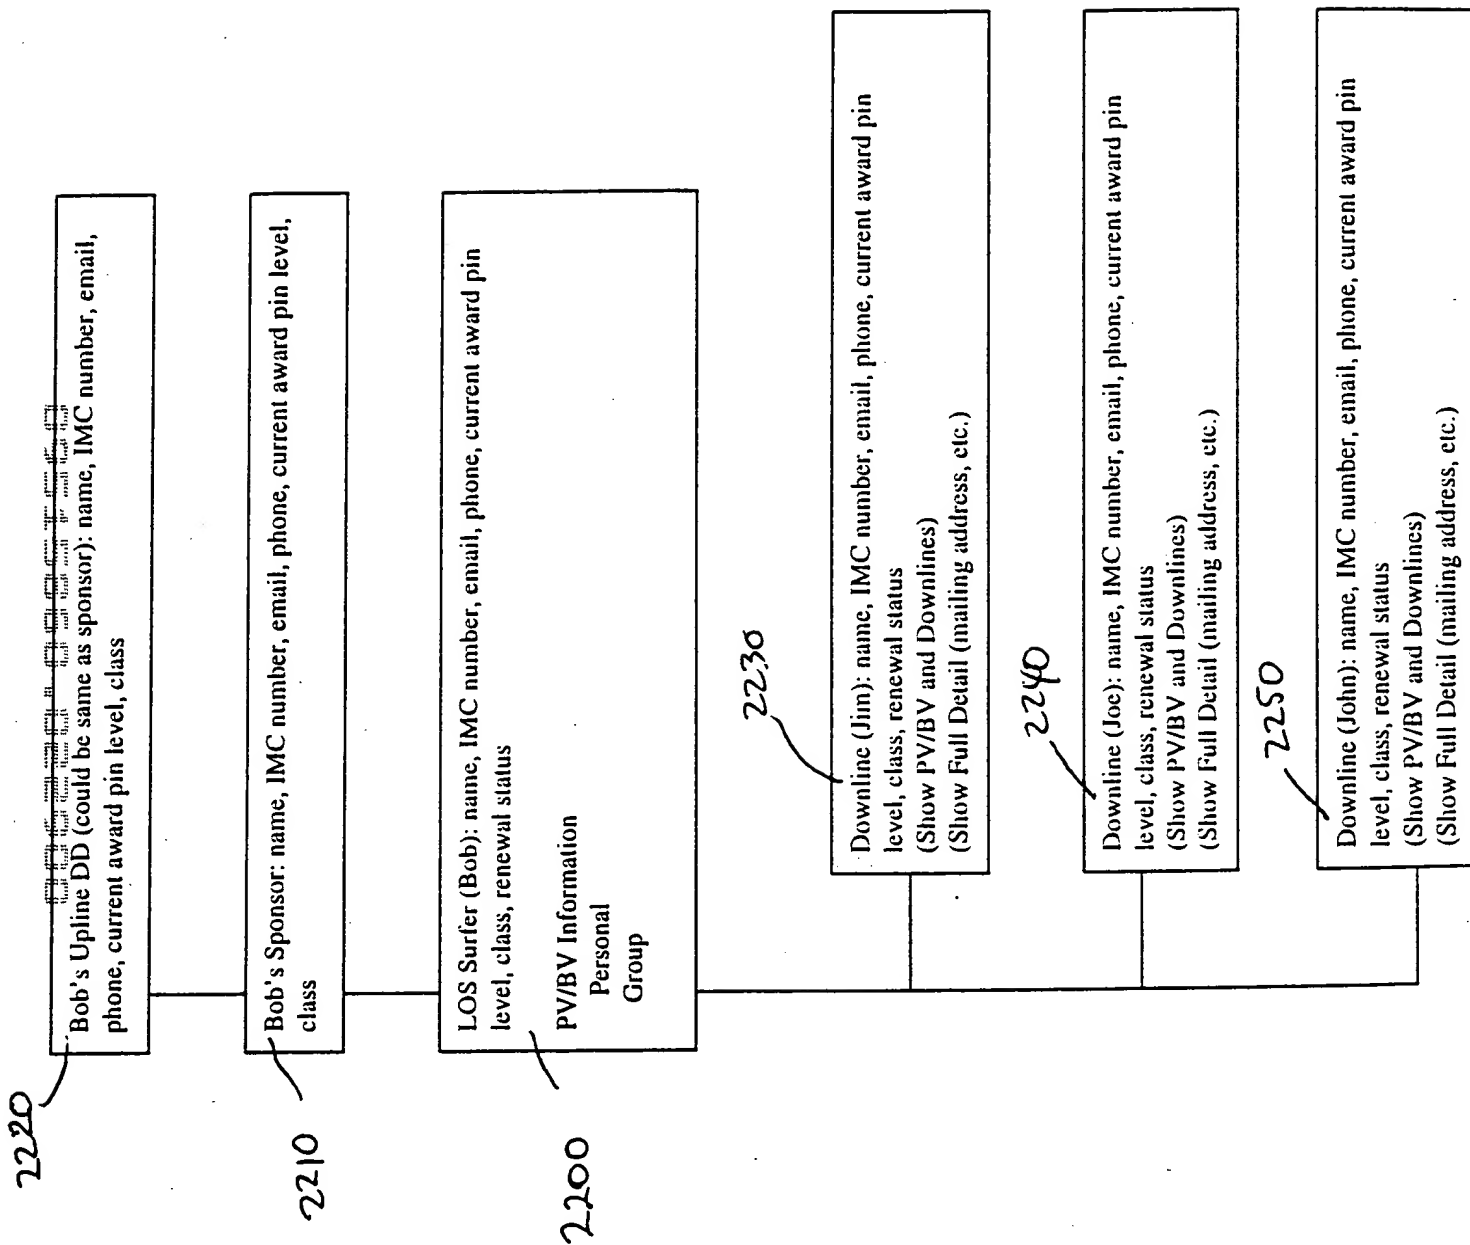 2220
Bob's Upline DD (could be same as sponsor): name, IMC number, email,
phone, current award pin level, class
2210
Bob's Sponsor: name, IMC number, email, phone, current award pin level,
class
2200
LOS Surfer (Bob): name, IMC number, email, phone, current award pin
level, class, renewal status
PV/BV Information
Personal
Group
2230
Downline (Jim): name, IMC number, email, phone, current award pin
level, class, renewal status
(Show PV/BV and Downlines)
(Show Full Detail (mailing address, etc.)
2240
Downline (Joe): name, IMC number, email, phone, current award pin
level, class, renewal status
(Show PV/BV and Downlines)
(Show Full Detail (mailing address, etc.)
2250
Downline (John): name, IMC number, email, phone, current award pin
level, class, renewal status
(Show PV/BV and Downlines)
(Show Full Detail (mailing address, etc.)